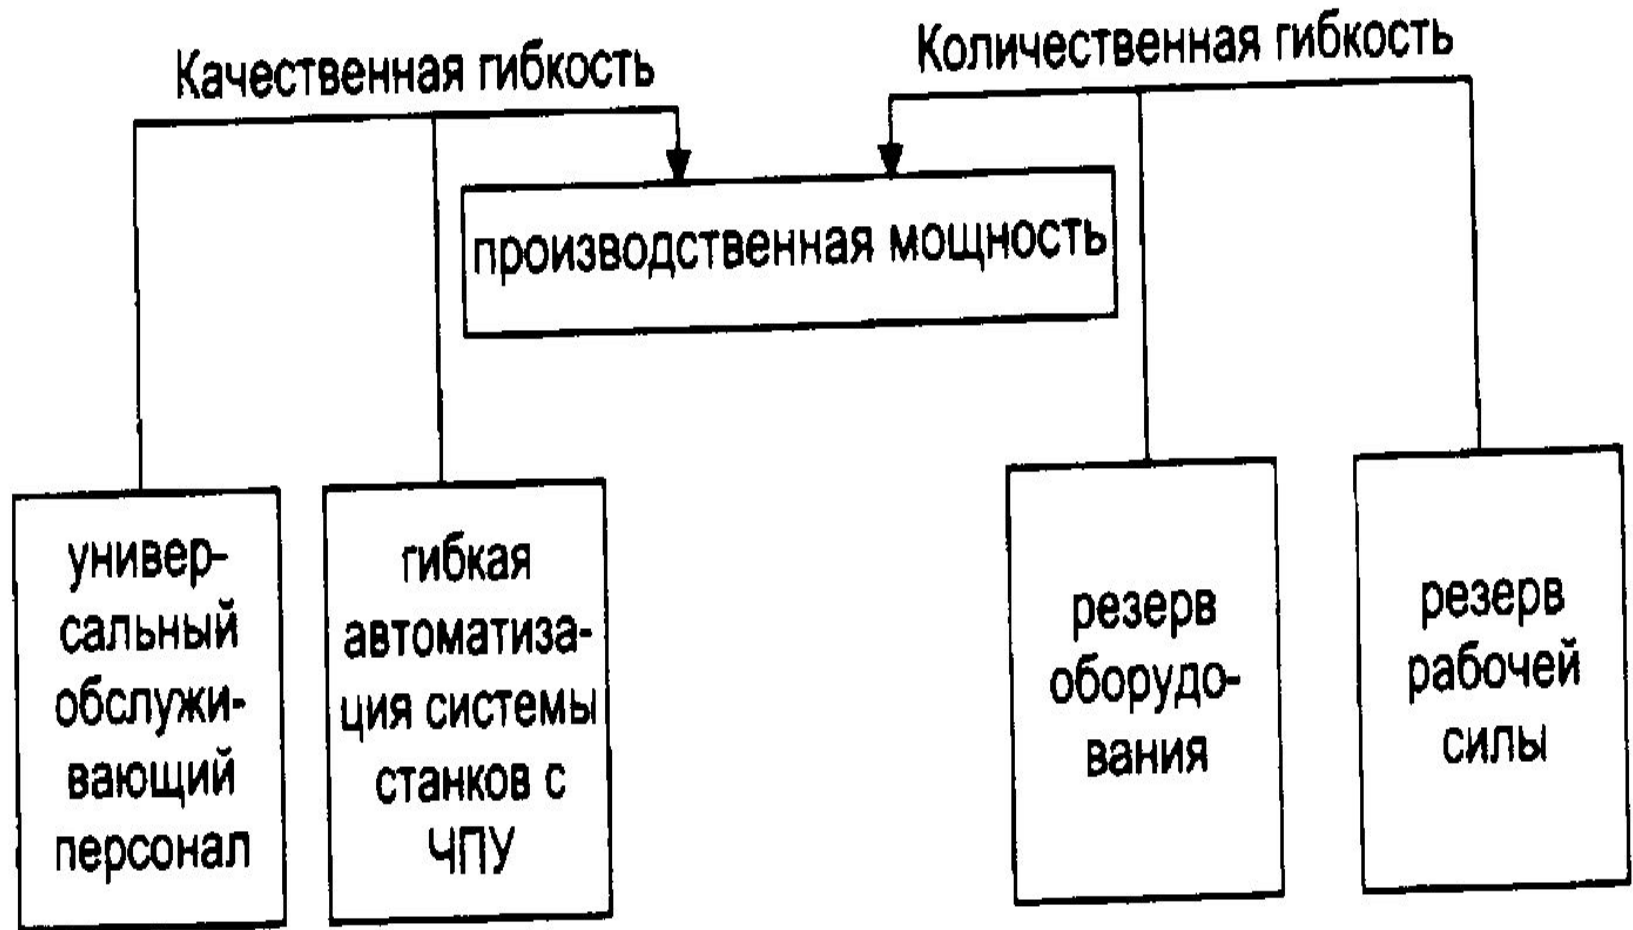 Качественная гибкость
Количественная гибкость
производственная мощность
универ-
сальный
обслужи-
вающий
персонал
гибкая
автоматиза-
ция системы
станков с
ЧПУ
резерв
оборудо-
вания
резерв
рабочей
силы